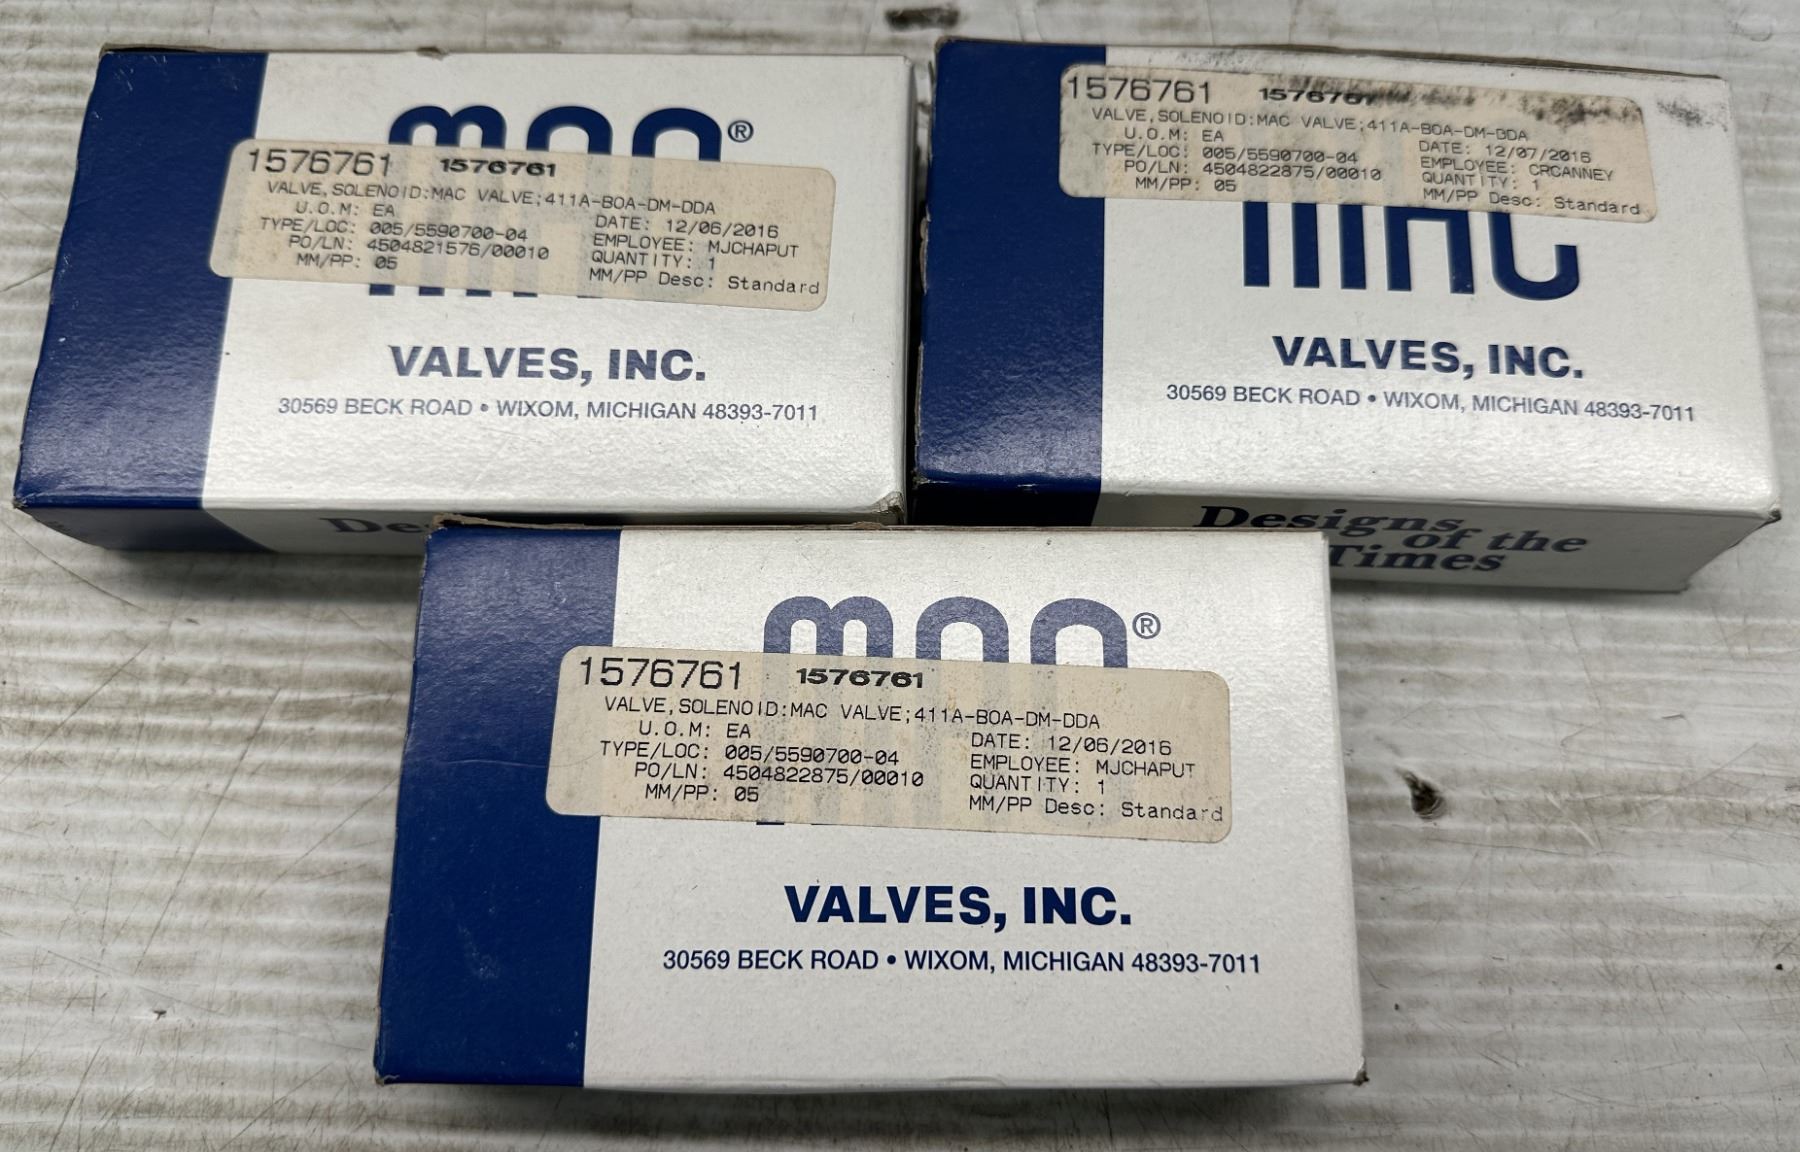 ®
1576761 1576761
VALVE,SOLENOID:MAC VALVE;411A-B0A-DM-DDA
U.O.M: EA
DATE: 12/06/2016
TYPE/LOC: 005/5590700-04
EMPLOYEE: MJCHAPUT
PO/LN: 4504821576/00010
QUANTITY: 1
MM/PP: 05
MM/PP Desc: Standard
VALVES, INC.
30569 BECK ROAD • WIXOM, MICHIGAN 48393-7011
1576761 1576761
VALVE,SOLENOID:MAC VALVE;411A-B0A-DM-DDA
U.O.M: EA
DATE: 12/07/2016
TYPE/LOC: 005/5590700-04
EMPLOYEE: CRCANNEY
PO/LN: 4504822875/00010
QUANTITY: 1
MM/PP: 05
MM/PP Desc: Standard
MAC
VALVES, INC.
30569 BECK ROAD • WIXOM, MICHIGAN 48393-7011
Designs
of the
Times
®
1576761 1576761
VALVE,SOLENOID:MAC VALVE;411A-B0A-DM-DDA
U.O.M: EA
DATE: 12/06/2016
TYPE/LOC: 005/5590700-04
EMPLOYEE: MJCHAPUT
PO/LN: 4504822875/00010
QUANTITY: 1
MM/PP: 05
MM/PP Desc: Standard
VALVES, INC.
30569 BECK ROAD • WIXOM, MICHIGAN 48393-7011